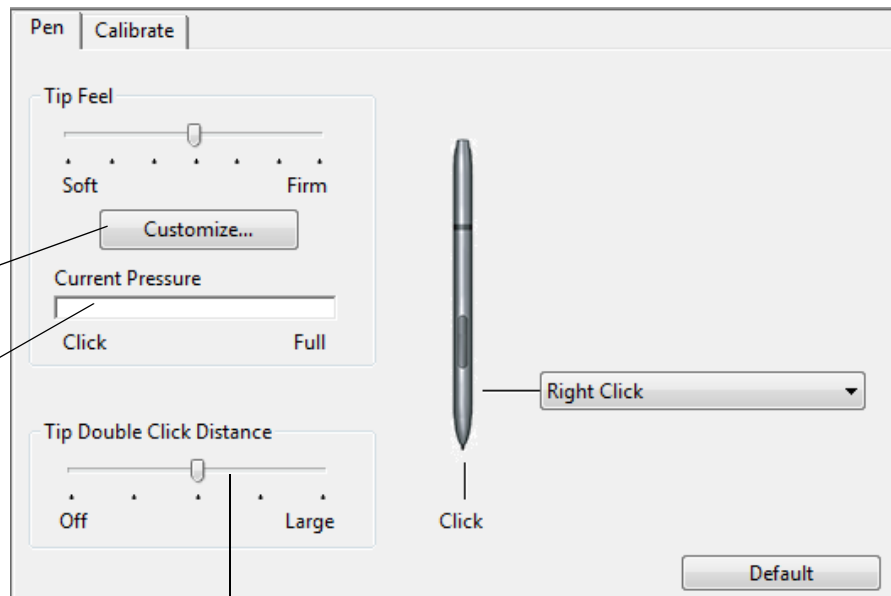 Pen Calibrate
Tip Feel
Soft Firm
Customize...
Current Pressure
Click Full
Right Click
Tip Double Click Distance
Off Large
Click
Default